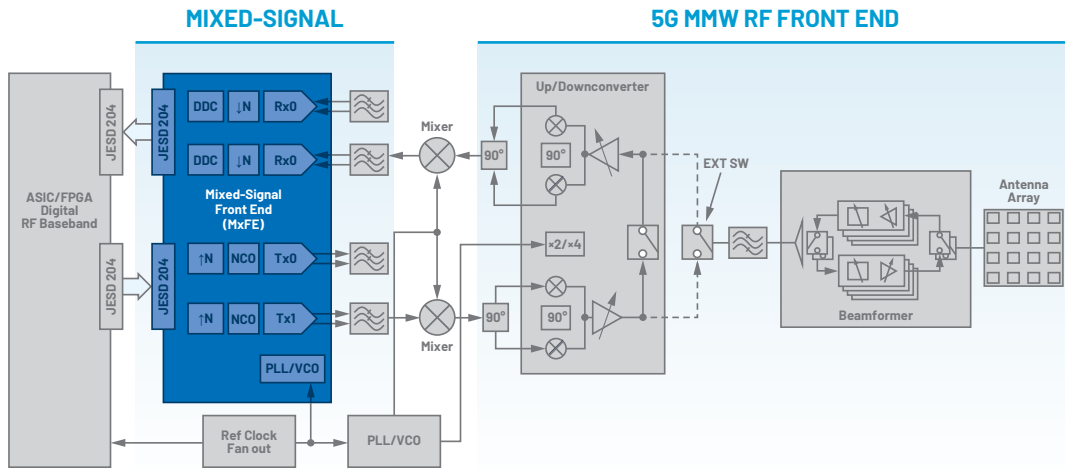 MIXED-SIGNAL
5G MMW RF FRONT END
ASIC/FPGA
Digital
RF Baseband
JESD 204
JESD 204
JESD 204
JESD 204
DDC
↓N
Rx0
DDC
↓N
Rx0
Mixed-Signal
Front End
(MxFE)
↑N
NCO
Tx0
↑N
NCO
Tx1
PLL/VCO
Ref Clock
Fan out
PLL/VCO
Mixer
Mixer
90°
90°
Up/Downconverter
90°
×2/×4
90°
EXT SW
Beamformer
Antenna
Array